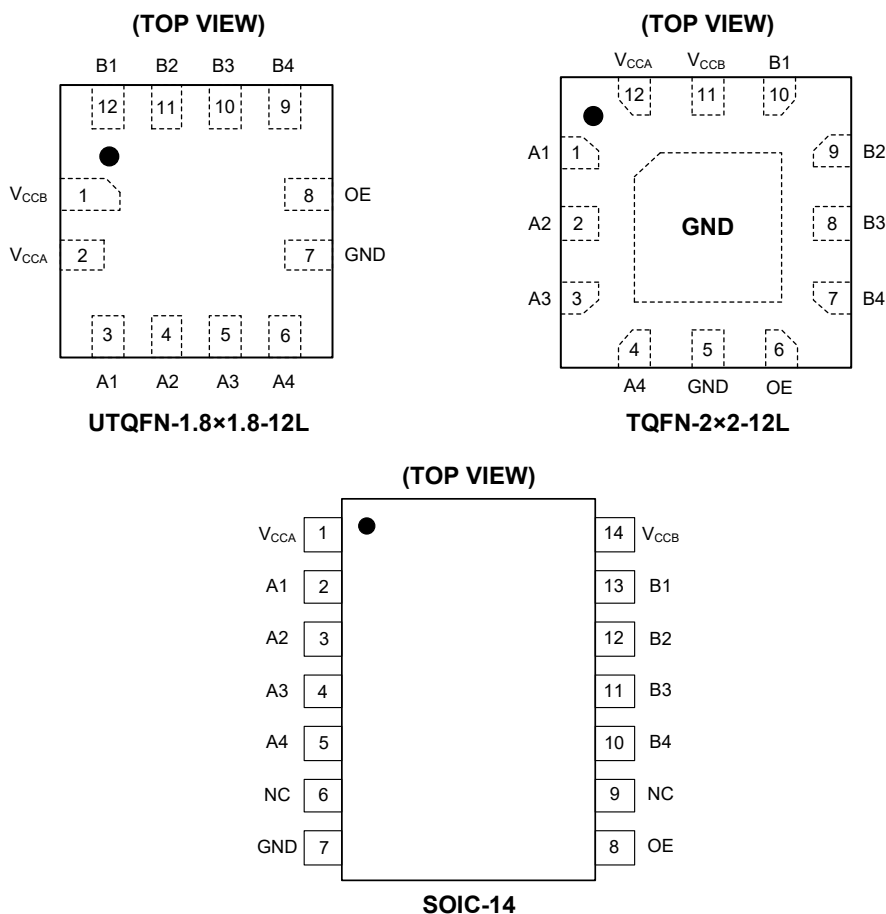 (TOP VIEW)
B1 B2 B3 B4
12 11 10 9
VCCB 1 8 OE
VCCA 2 7 GND
3 4 5 6
A1 A2 A3 A4
UTQFN-1.8×1.8-12L
(TOP VIEW)
VCCA VCCB B1
12 11 10
A1 1 9 B2
A2 2 GND 8 B3
A3 3 7 B4
4 5 6
A4 GND OE
TQFN-2×2-12L
(TOP VIEW)
VCCA 1 14 VCCB
A1 2 13 B1
A2 3 12 B2
A3 4 11 B3
A4 5 10 B4
NC 6 9 NC
GND 7 8 OE
SOIC-14